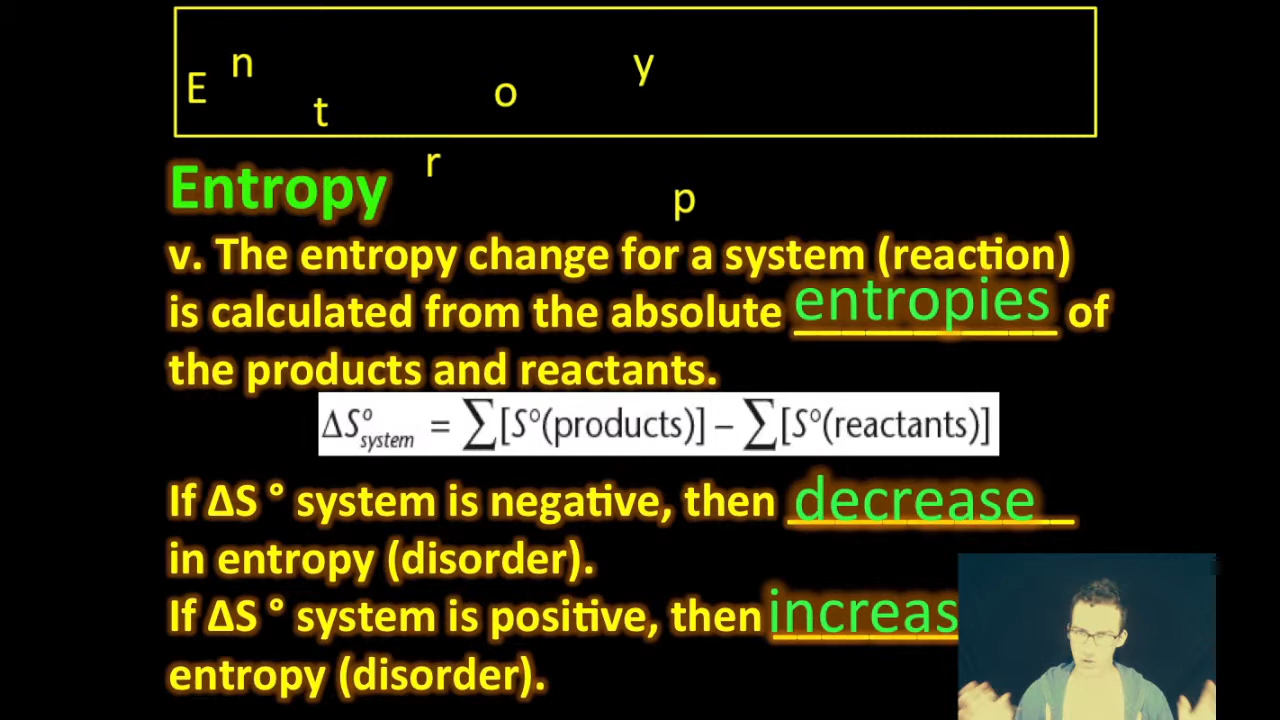 E n t r o p y
Entropy
v. The entropy change for a system (reaction)
is calculated from the absolute entropies of
the products and reactants.
ΔS°system = ∑[S°(products)] – ∑[S°(reactants)]
If ΔS ° system is negative, then decrease
in entropy (disorder).
If ΔS ° system is positive, then increas
entropy (disorder).